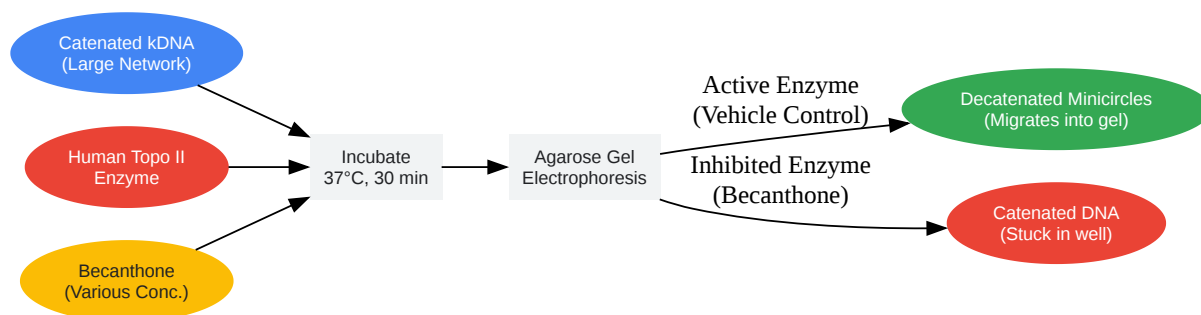 Catenated kDNA
(Large Network)
Human Topo II
Enzyme
Becanthone
(Various Conc.)
Incubate
37°C, 30 min
Agarose Gel
Electrophoresis
Active Enzyme
(Vehicle Control)
Inhibited Enzyme
(Becanthone)
Decatenated Minicircles
(Migrates into gel)
Catenated DNA
(Stuck in well)